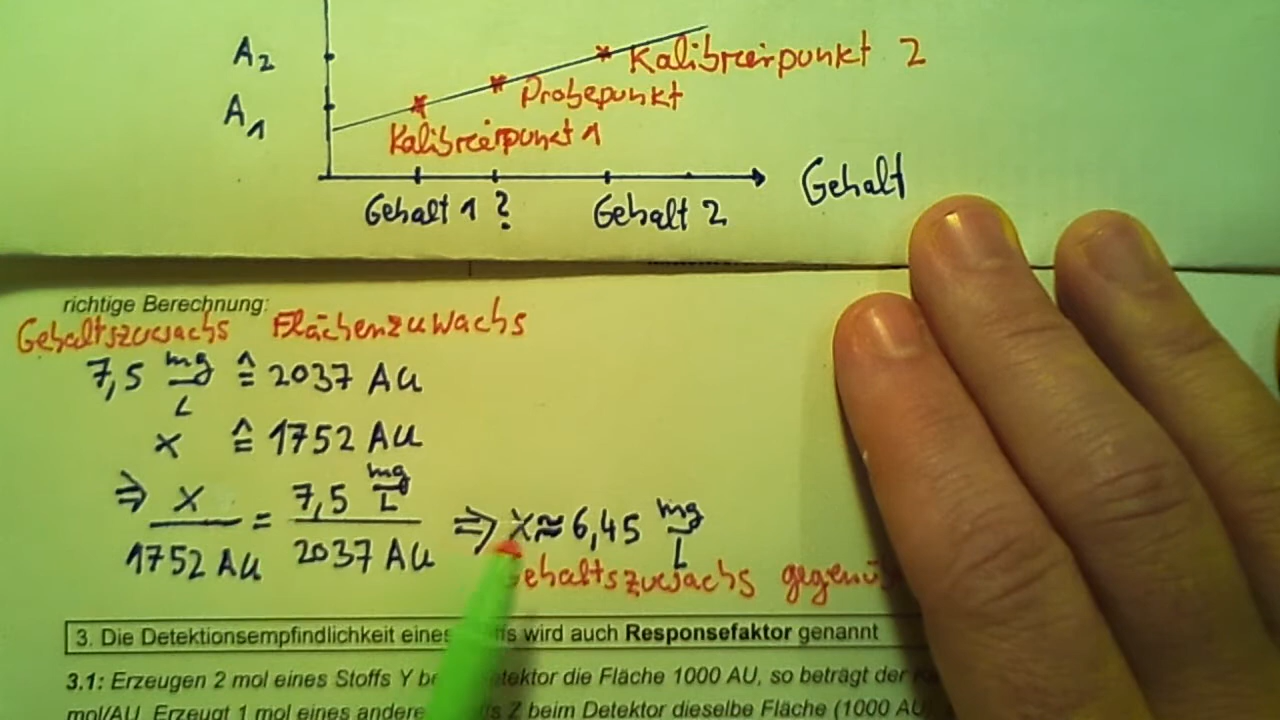 A₂
Kalibrierpunkt 2
Probepunkt
A₁
Kalibrierpunkt 1
Gehalt
Gehalt 1 ? Gehalt 2
richtige Berechnung:
Gehaltszuwachs Flächenzuwachs
7,5 mg/L ≙ 2037 AU
x ≙ 1752 AU
⇒ x/1752 AU = 7,5 mg/L / 2037 AU ⇒ x ≈ 6,45 mg/L
Gehaltszuwachs
3. Die Detektionsempfindlichkeit wird auch Responsefaktor genannt
3.1: Erzeugen 2 mol eines Stoffs Y die Fläche 1000 AU, so beträgt der
mol/AU. Erzeugt 1 mol eines Z beim Detektor dieselbe Fläche (1000 AU)